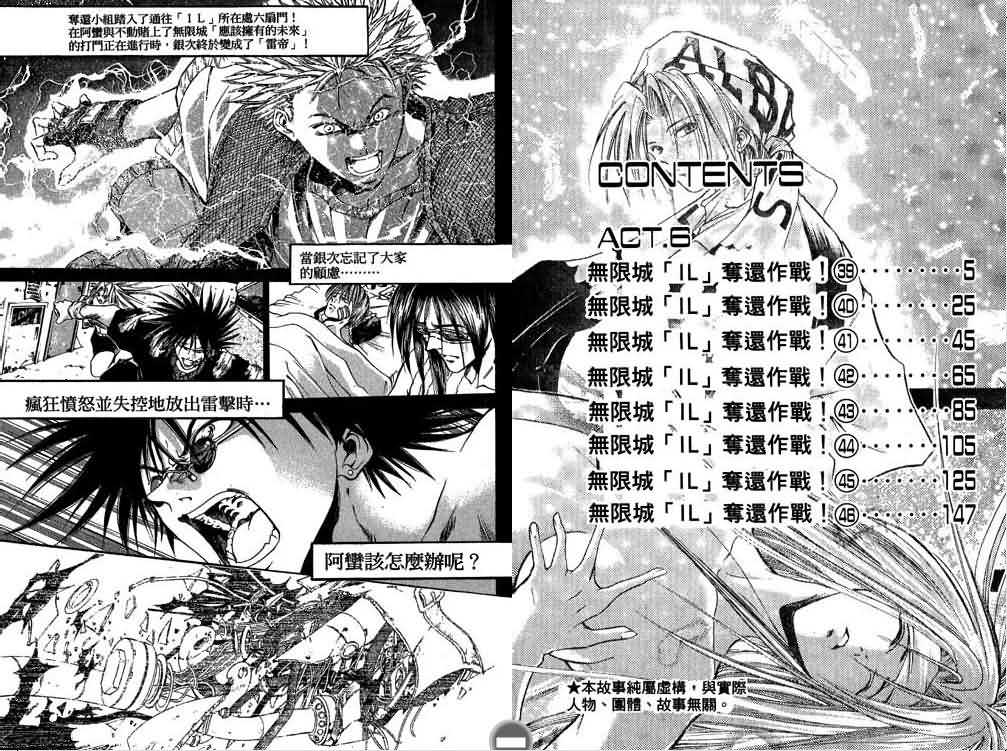 奪還小組踏入了通往「IL」所在處六扇門！
在阿蠻與不動賭上了無限城「應該擁有的未來」
的打鬥正在進行時，銀次終於變成了「雷帝」！
當銀次忘記了大家
的顧慮………
瘋狂憤怒並失控地放出雷擊時…
阿蠻該怎麼辦呢？
ALBI
S
CONTENTS
ACT.6
無限城「IL」奪還作戰！㊴………5
無限城「IL」奪還作戰！㊵………25
無限城「IL」奪還作戰！㊶………45
無限城「IL」奪還作戰！㊷………65
無限城「IL」奪還作戰！㊸………85
無限城「IL」奪還作戰！㊹………105
無限城「IL」奪還作戰！㊺………125
無限城「IL」奪還作戰！㊻………147
★本故事純屬虛構，與實際
人物、團體、故事無關。